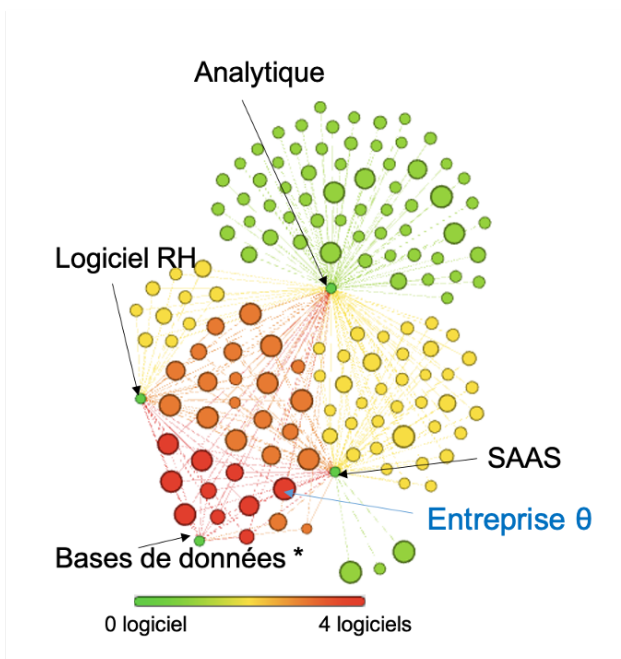 Analytique
Logiciel RH
SAAS
Entreprise θ
Bases de données *
0 logiciel
4 logiciels